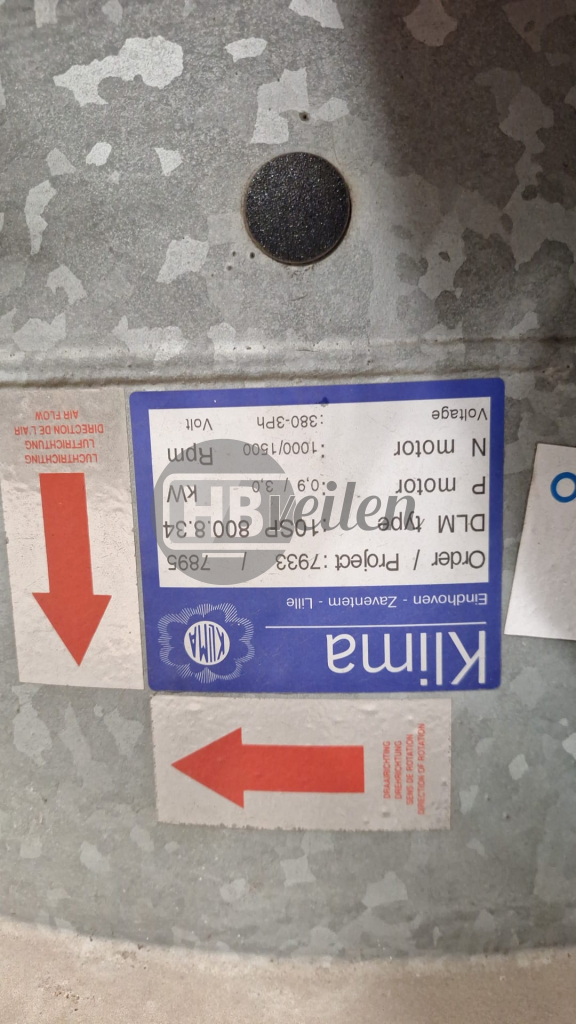 Klima
KLIMA
Eindhoven - Zaventem - Lille
Order / Project : 7933 / 7895
DLM type : 10SP 800.8.34
P motor : 0,9 / 3,0 kW
N motor : 1000/1500 Rpm
Voltage : 380-3Ph Volt
LUCHTRICHTING
LUFTRICHTUNG
DIRECTION DE L'AIR
AIR FLOW
DRAAIRICHTING
DREHRICHTUNG
SENS DE ROTATION
DIRECTION OF ROTATION
HBveilen